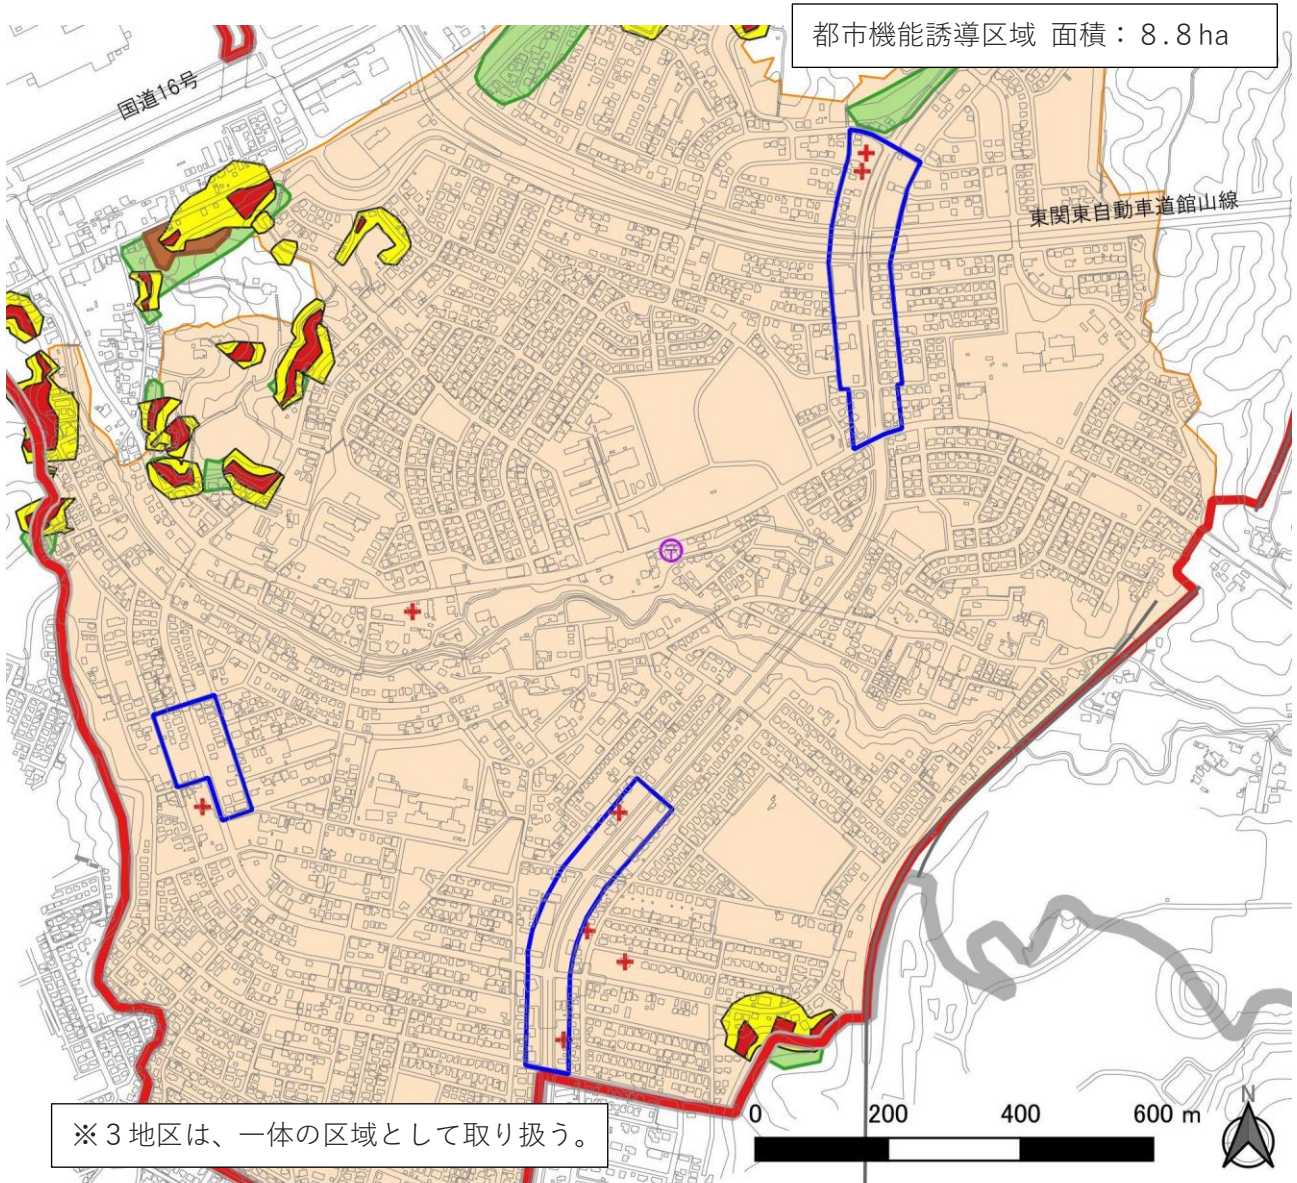 都市機能誘導区域 面積：8.8ha
国道16号
東関東自動車道館山線
〒
※３地区は、一体の区域として取り扱う。
0 200 400 600 m
N